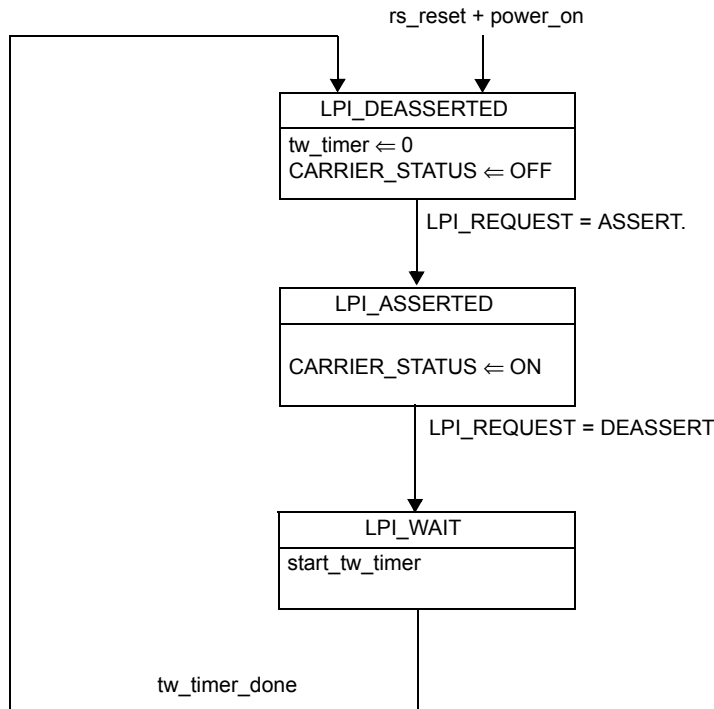 rs_reset + power_on
LPI_DEASSERTED
tw_timer ⇐ 0
CARRIER_STATUS ⇐ OFF
LPI_REQUEST = ASSERT.
LPI_ASSERTED
CARRIER_STATUS ⇐ ON
LPI_REQUEST = DEASSERT
LPI_WAIT
start_tw_timer
tw_timer_done